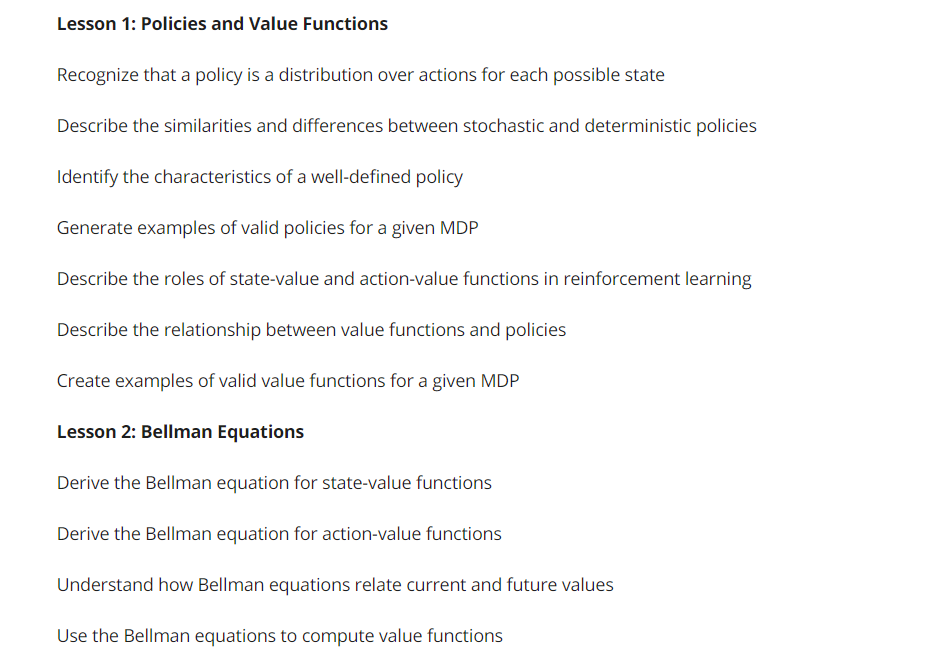 Lesson 1: Policies and Value Functions
Recognize that a policy is a distribution over actions for each possible state
Describe the similarities and differences between stochastic and deterministic policies
Identify the characteristics of a well-defined policy
Generate examples of valid policies for a given MDP
Describe the roles of state-value and action-value functions in reinforcement learning
Describe the relationship between value functions and policies
Create examples of valid value functions for a given MDP
Lesson 2: Bellman Equations
Derive the Bellman equation for state-value functions
Derive the Bellman equation for action-value functions
Understand how Bellman equations relate current and future values
Use the Bellman equations to compute value functions